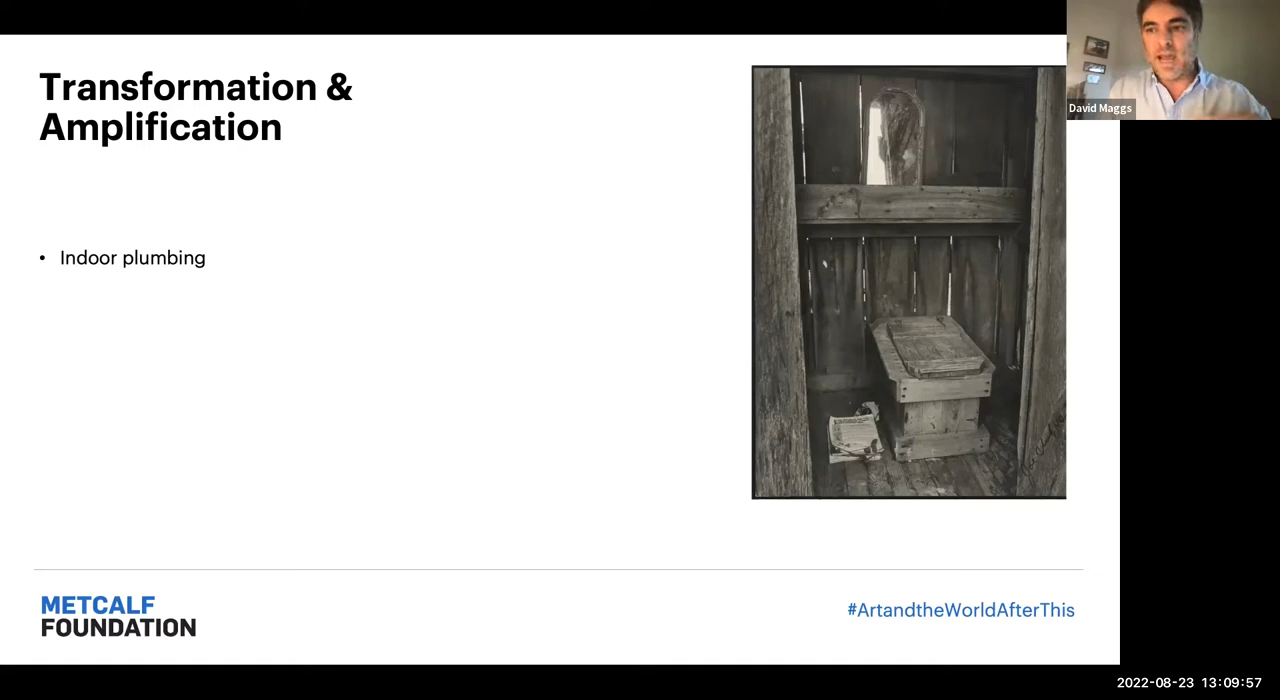 Transformation &
Amplification
• Indoor plumbing
METCALF
FOUNDATION
#ArtandtheWorldAfterThis
David Maggs
2022-08-23 13:09:57